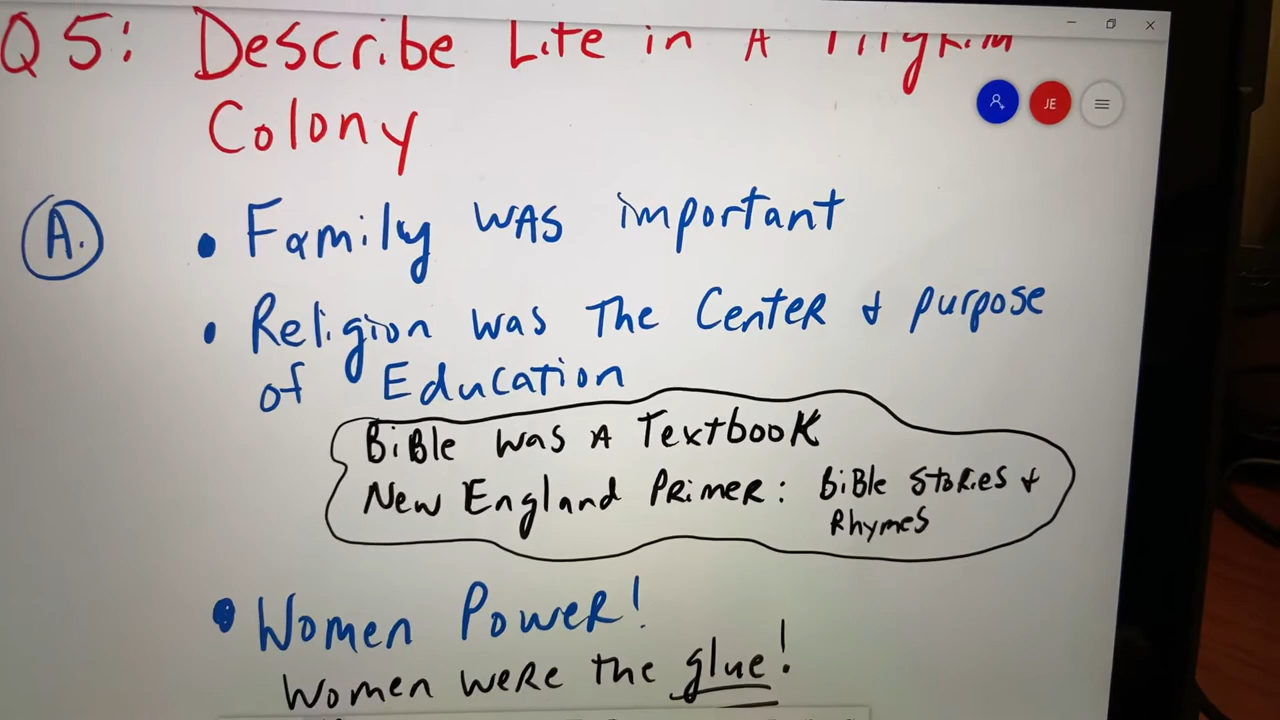 Q5: Describe Life in A Pilgrim
Colony
JE
A.
• Family was important
• Religion was The Center & purpose
of Education
Bible was A Textbook
New England Primer: Bible Stories &
Rhymes
• Women Power!
Women were the glue!